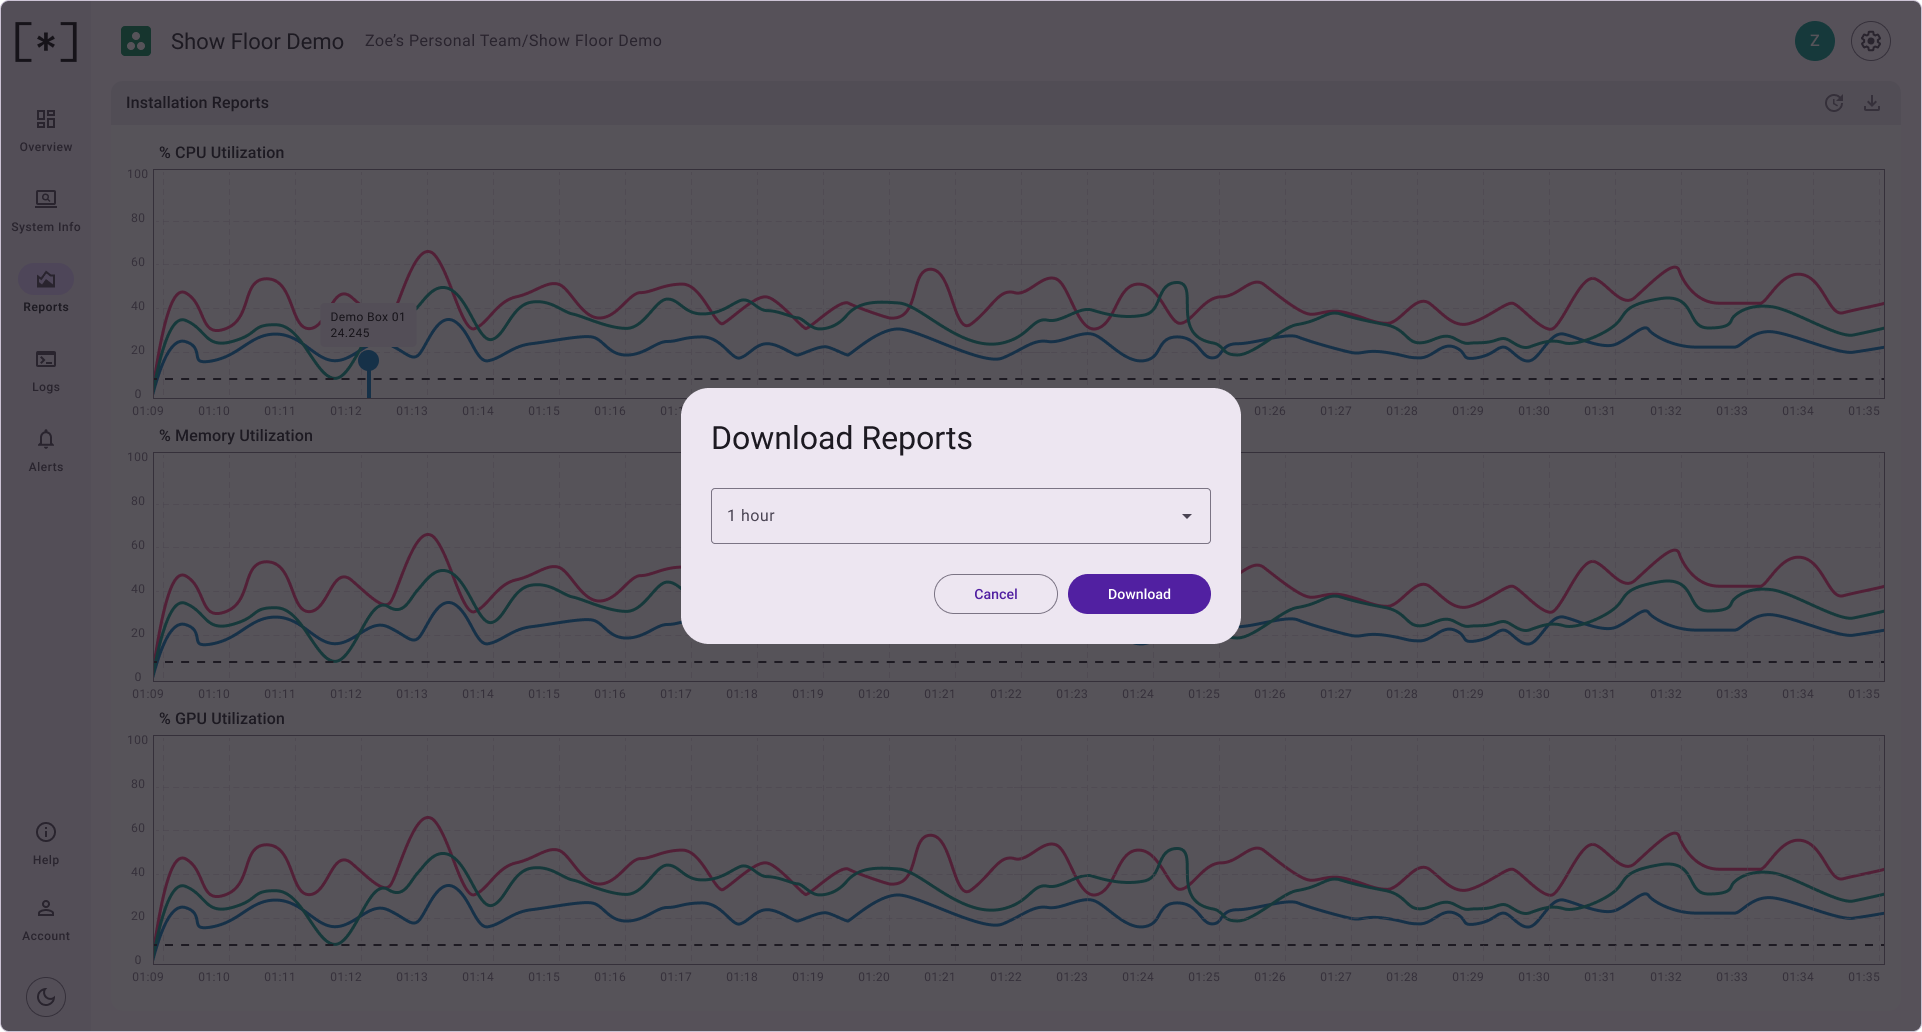 [*]
Show Floor Demo
Zoe's Personal Team/Show Floor Demo
Z
Overview
System Info
Reports
Logs
Alerts
Help
Account
Installation Reports
% CPU Utilization
100
80
60
40
20
0
Demo Box 01
24.245
01:09 01:10 01:11 01:12 01:13 01:14 01:15 01:16 01:26 01:27 01:28 01:29 01:30 01:31 01:32 01:33 01:34 01:35
% Memory Utilization
100
80
60
40
20
0
01:09 01:10 01:11 01:12 01:13 01:14 01:15 01:16 01:17 01:18 01:19 01:20 01:21 01:22 01:23 01:24 01:25 01:26 01:27 01:28 01:29 01:30 01:31 01:32 01:33 01:34 01:35
% GPU Utilization
100
80
60
40
20
0
01:09 01:10 01:11 01:12 01:13 01:14 01:15 01:16 01:17 01:18 01:19 01:20 01:21 01:22 01:23 01:24 01:25 01:26 01:27 01:28 01:29 01:30 01:31 01:32 01:33 01:34 01:35
Download Reports
1 hour
Cancel
Download